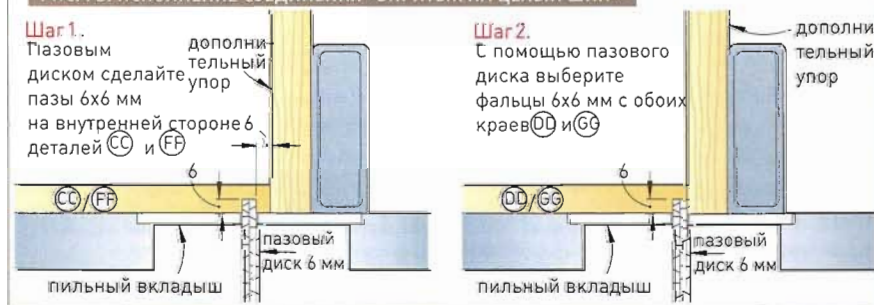 Шаг 1.
Пазовым
диском сделайте
пазы 6х6 мм
на внутренней стороне
деталей CC и FF
дополни
тельный
упор
6
6
CC / FF
пазовый
диск 6 мм
пильный вкладыш
Шаг 2.
С помощью пазового
диска выберите
фальцы 6х6 мм с обоих
краев DD и GG
дополни
тельный
упор
6
DD / GG
пазовый
диск 6 мм
пильный вкладыш